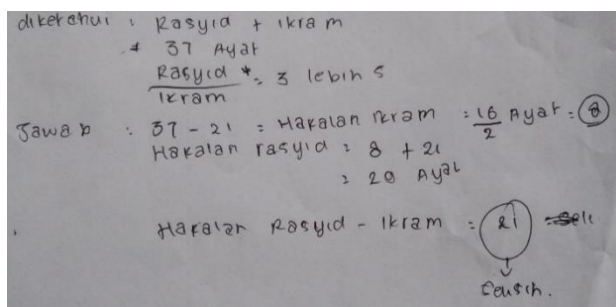 diketahui : Rasyid + Ikram
* 37 Ayat
Rasyid * = 3 lebih 5
Ikram
Jawab : 37 - 21 = Hafalan Ikram = 16/2 Ayat = 8
Hafalan rasyid = 8 + 21
= 29 Ayat
Hafalan Rasyid - Ikram = 21